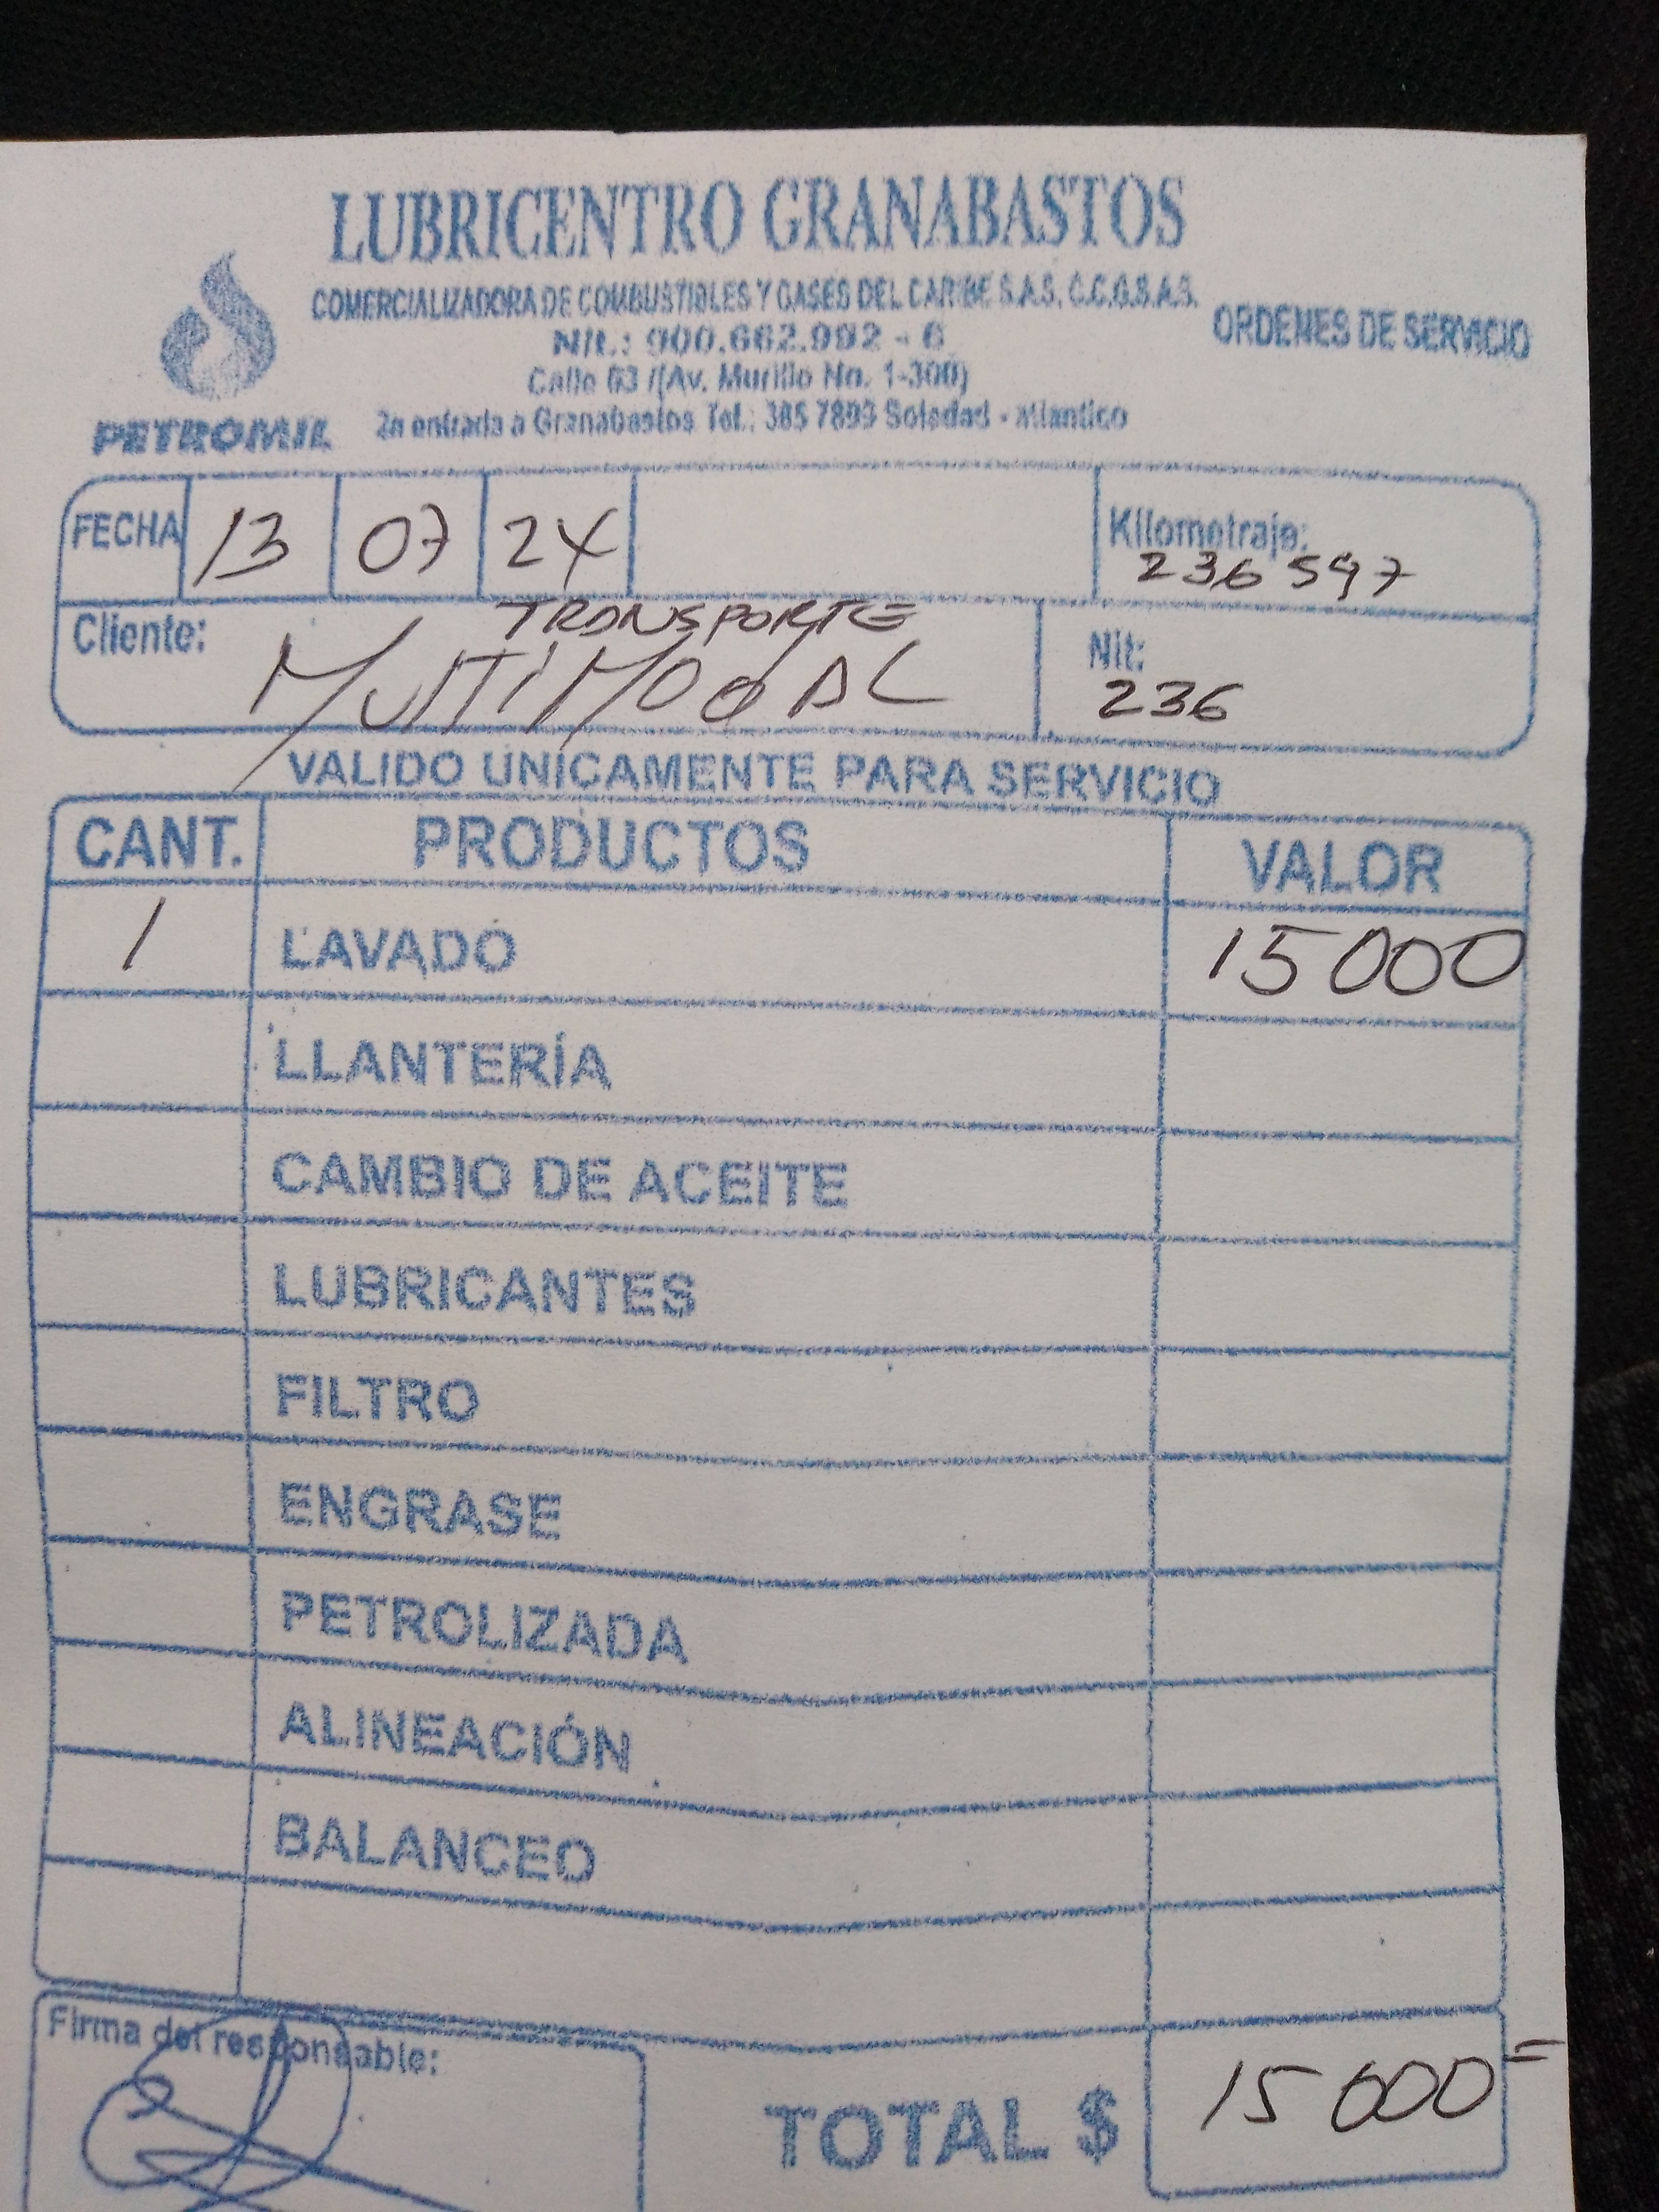 LUBRICENTRO GRANABASTOS
COMERCIALIZADORA DE COMBUSTIBLES Y GASES DEL CARIBE S.A.S. C.C.G.S.A.S.
ORDENES DE SERVICIO
Nit.: 900.662.992 - 6
Calle 63 /(Av. Murillo No. 1-300)
PETROMIL
2a entrada a Granabastos Tel.: 385 7899 Soledad - Atlantico
FECHA 13 07 24
Kilometraje:
236 597
Cliente: TRANSPORTE
MULTIMODAL
Nit:
236
VALIDO UNICAMENTE PARA SERVICIO
CANT. PRODUCTOS VALOR
1 LAVADO 15000
LLANTERÍA
CAMBIO DE ACEITE
LUBRICANTES
FILTRO
ENGRASE
PETROLIZADA
ALINEACIÓN
BALANCEO
Firma del responsable:
TOTAL $ 15000=